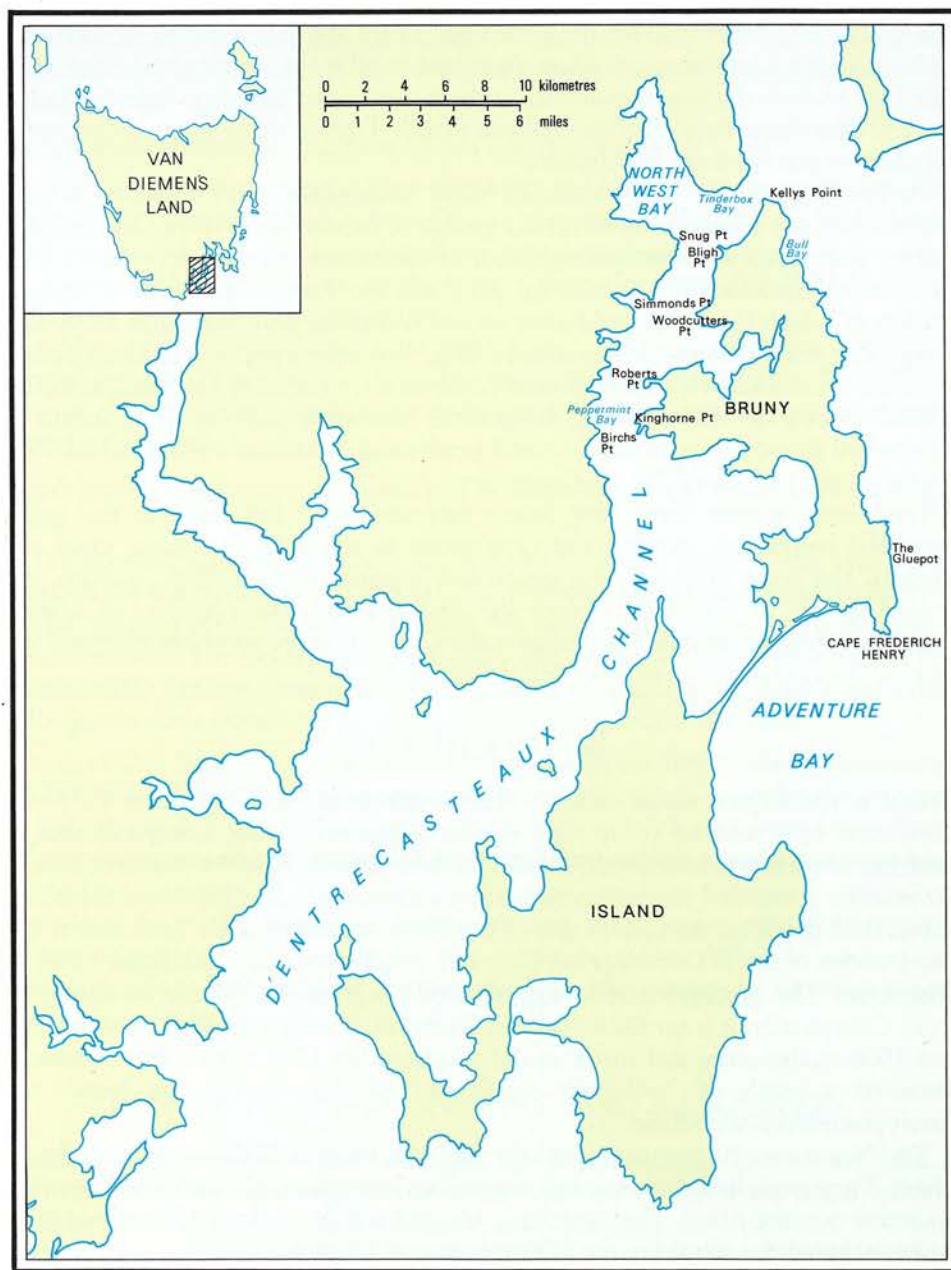 0 2 4 6 8 10 kilometres
0 1 2 3 4 5 6 miles
VAN
DIEMENS
LAND
NORTH
WEST
BAY
Tinderbox
Bay
Kellys Point
Snug Pt
Bligh
Pt
Bull
Bay
Simmonds Pt
Woodcutters
Pt
Roberts
Pt
BRUNY
Peppermint
Bay
Kinghorne Pt
Birchs
Pt
The
Gluepot
CAPE FREDERICH
HENRY
ADVENTURE
BAY
D'ENTRECASTEAUX CHANNEL
ISLAND